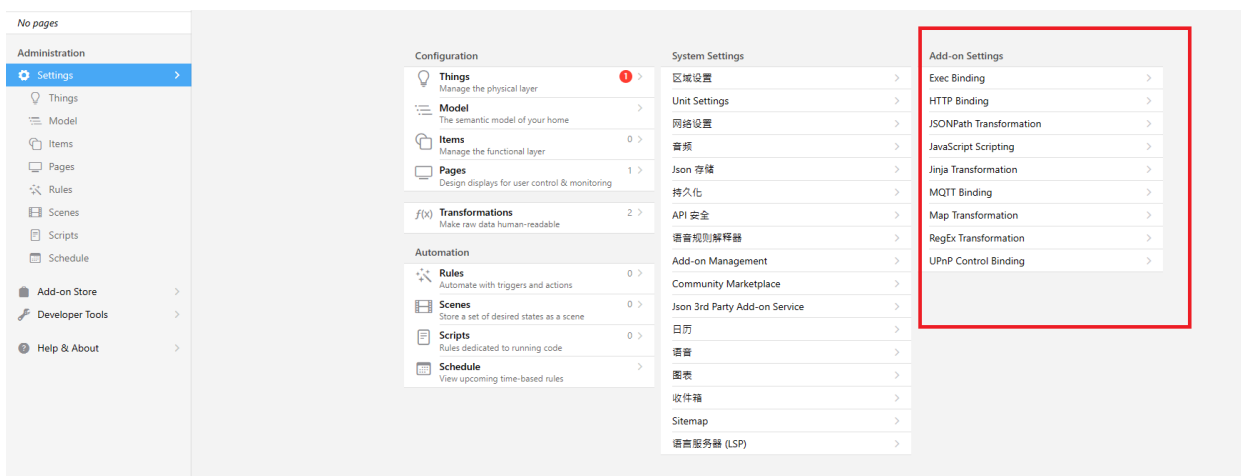 No pages
Administration
Settings
Things
Model
Items
Pages
Rules
Scenes
Scripts
Schedule
Add-on Store
Developer Tools
Help & About
Configuration
Things
1
Manage the physical layer
Model
The semantic model of your home
Items
0
Manage the functional layer
Pages
1
Design displays for user control & monitoring
f(x) Transformations
2
Make raw data human-readable
Automation
Rules
0
Automate with triggers and actions
Scenes
0
Store a set of desired states as a scene
Scripts
0
Rules dedicated to running code
Schedule
View upcoming time-based rules
System Settings
区域设置
Unit Settings
网络设置
音频
Json 存储
持久化
API 安全
语音规则解释器
Add-on Management
Community Marketplace
Json 3rd Party Add-on Service
日历
语音
图表
收件箱
Sitemap
语言服务器 (LSP)
Add-on Settings
Exec Binding
HTTP Binding
JSONPath Transformation
JavaScript Scripting
Jinja Transformation
MQTT Binding
Map Transformation
RegEx Transformation
UPnP Control Binding